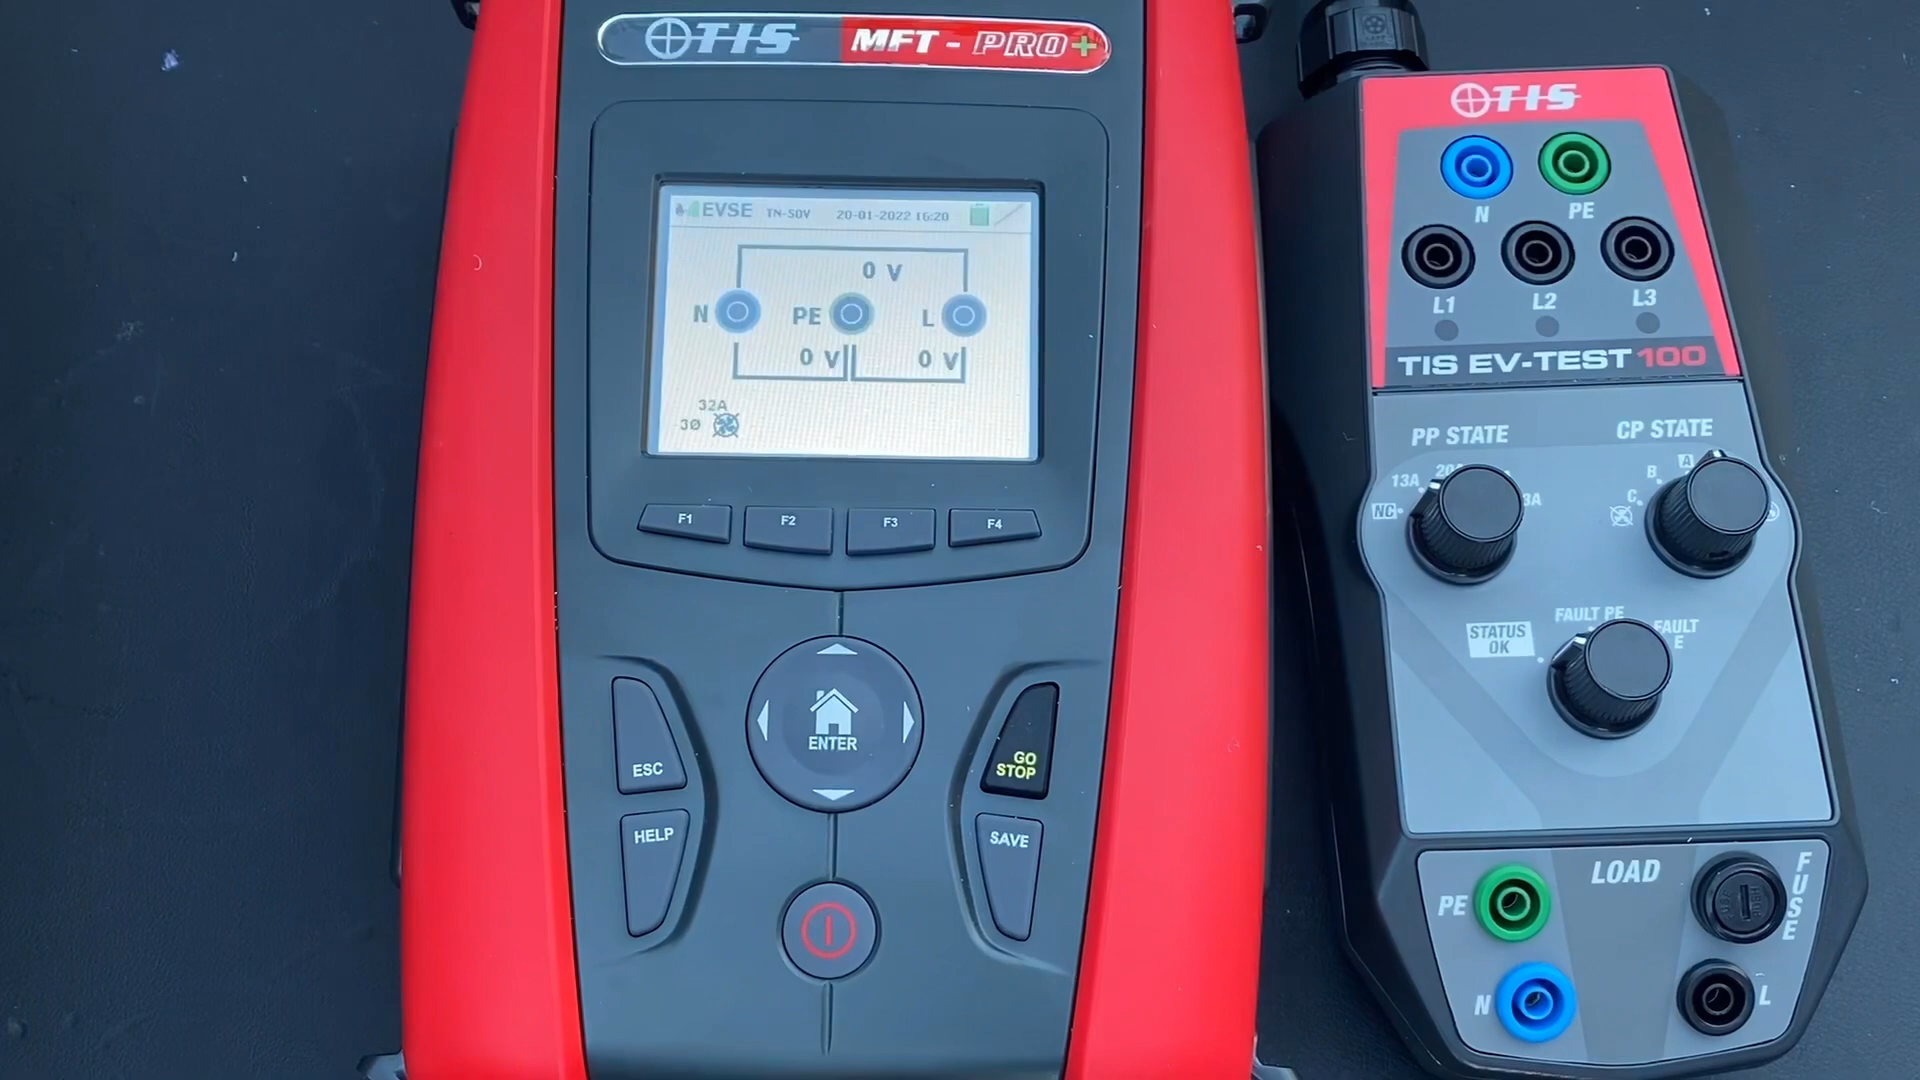 TIS MFT - PRO+
EVSE TN-50V 20-01-2022 16:20
0 V
N PE L
0 V 0 V
32A
3Ø
F1 F2 F3 F4
ENTER
ESC
GO
STOP
HELP
SAVE
TIS
N PE
L1 L2 L3
TIS EV-TEST 100
PP STATE CP STATE
NC 13A
A B C
STATUS
OK
FAULT PE
FAULT
E
LOAD
PE
FUSE
N
L